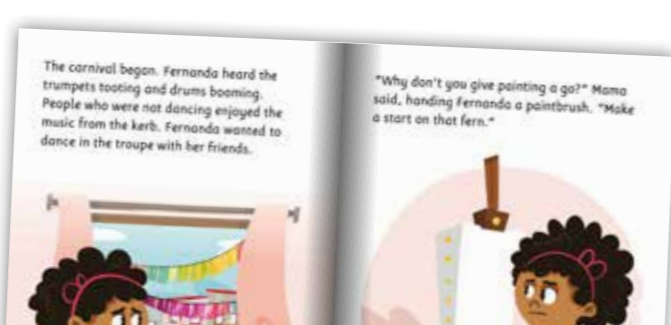 The carnival began. Fernanda heard the
trumpets tooting and drums booming.
People who were not dancing enjoyed the
music from the kerb. Fernanda wanted to
dance in the troupe with her friends.
"Why don't you give painting a go?" Mama
said, handing Fernanda a paintbrush. "Make
a start on that fern."